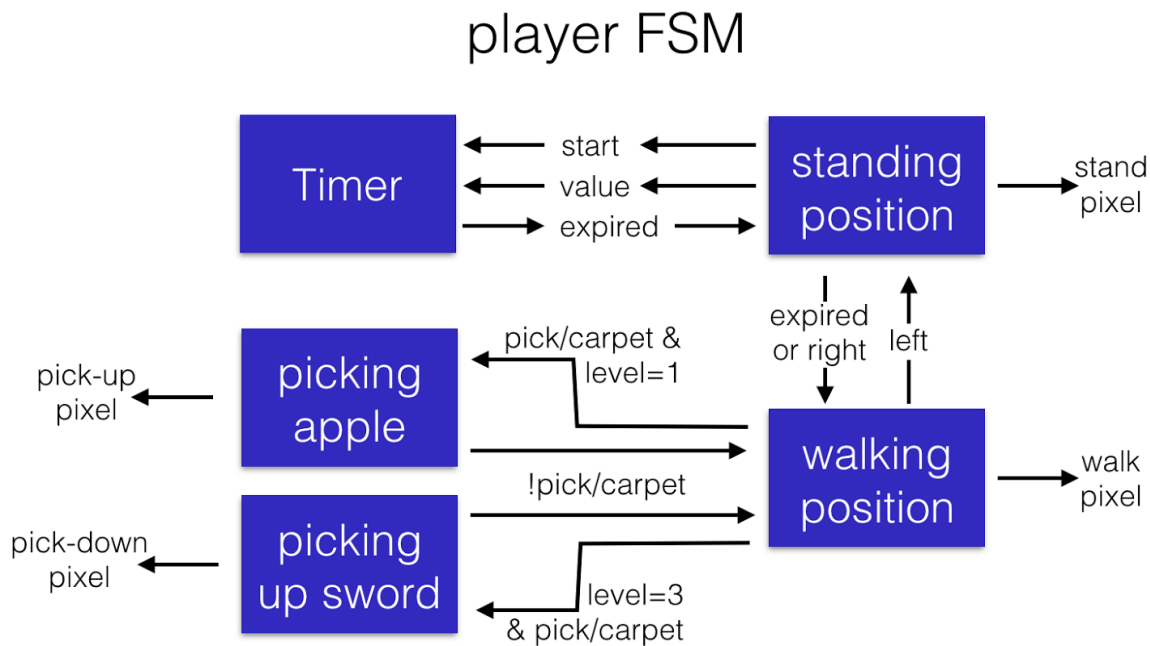 player FSM
Timer
start
value
expired
standing
position
stand
pixel
expired
or right
left
pick-up
pixel
picking
apple
pick/carpet &
level=1
!pick/carpet
walking
position
walk
pixel
pick-down
pixel
picking
up sword
level=3
& pick/carpet